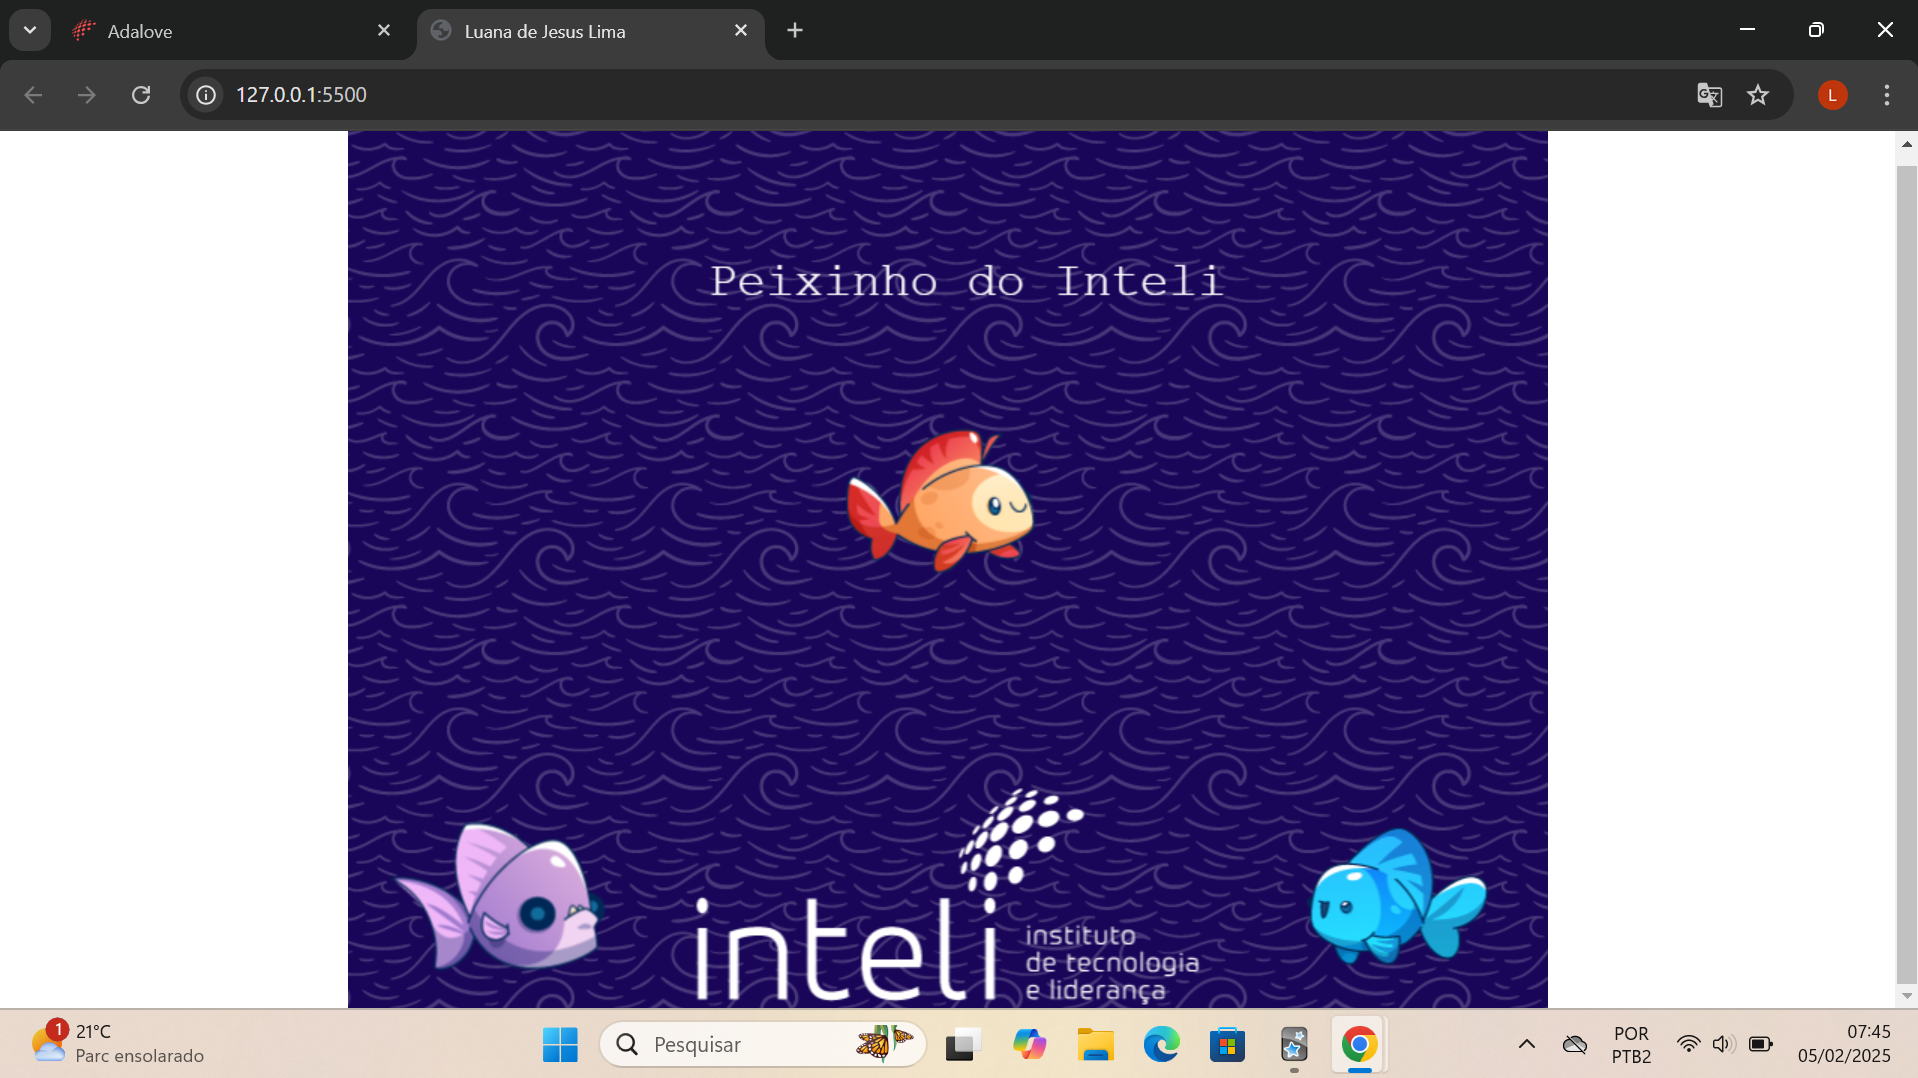 Adalove
Luana de Jesus Lima
127.0.0.1:5500
L
Peixinho do Inteli
inteli
instituto
de tecnologia
e liderança
1
21°C
Parc ensolarado
Pesquisar
POR
PTB2
07:45
05/02/2025